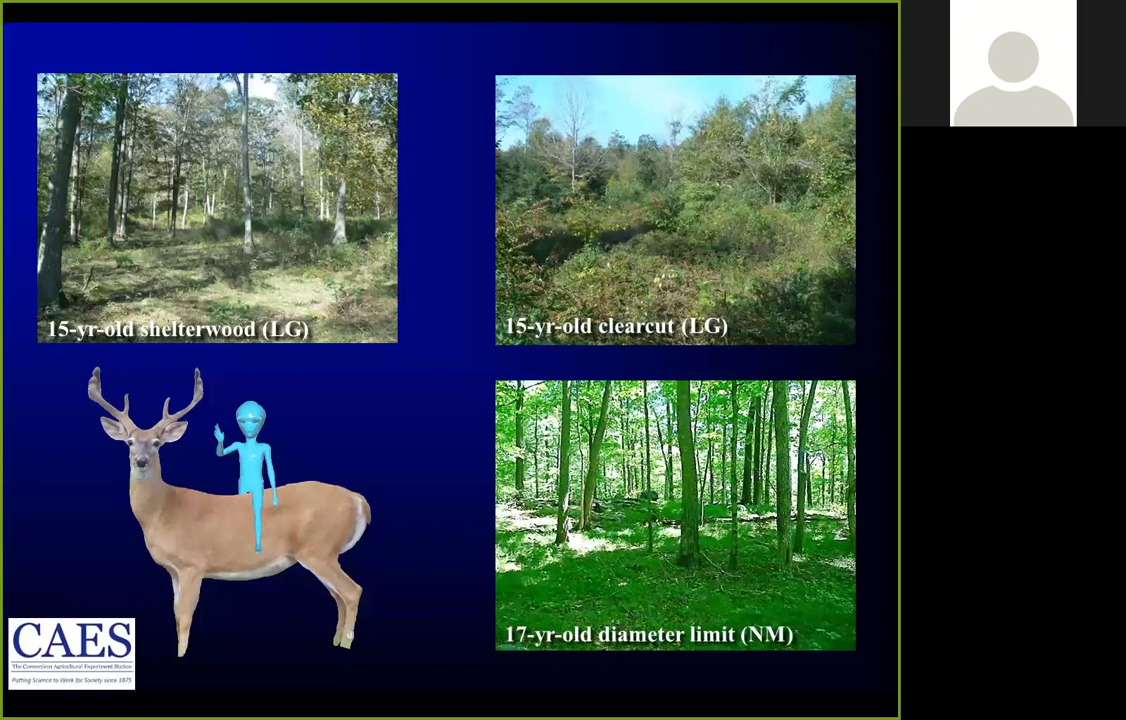 15-yr-old shelterwood (LG)
15-yr-old clearcut (LG)
17-yr-old diameter limit (NM)
CAES
The Connecticut Agricultural Experiment Station
Putting Science to Work for Society since 1875